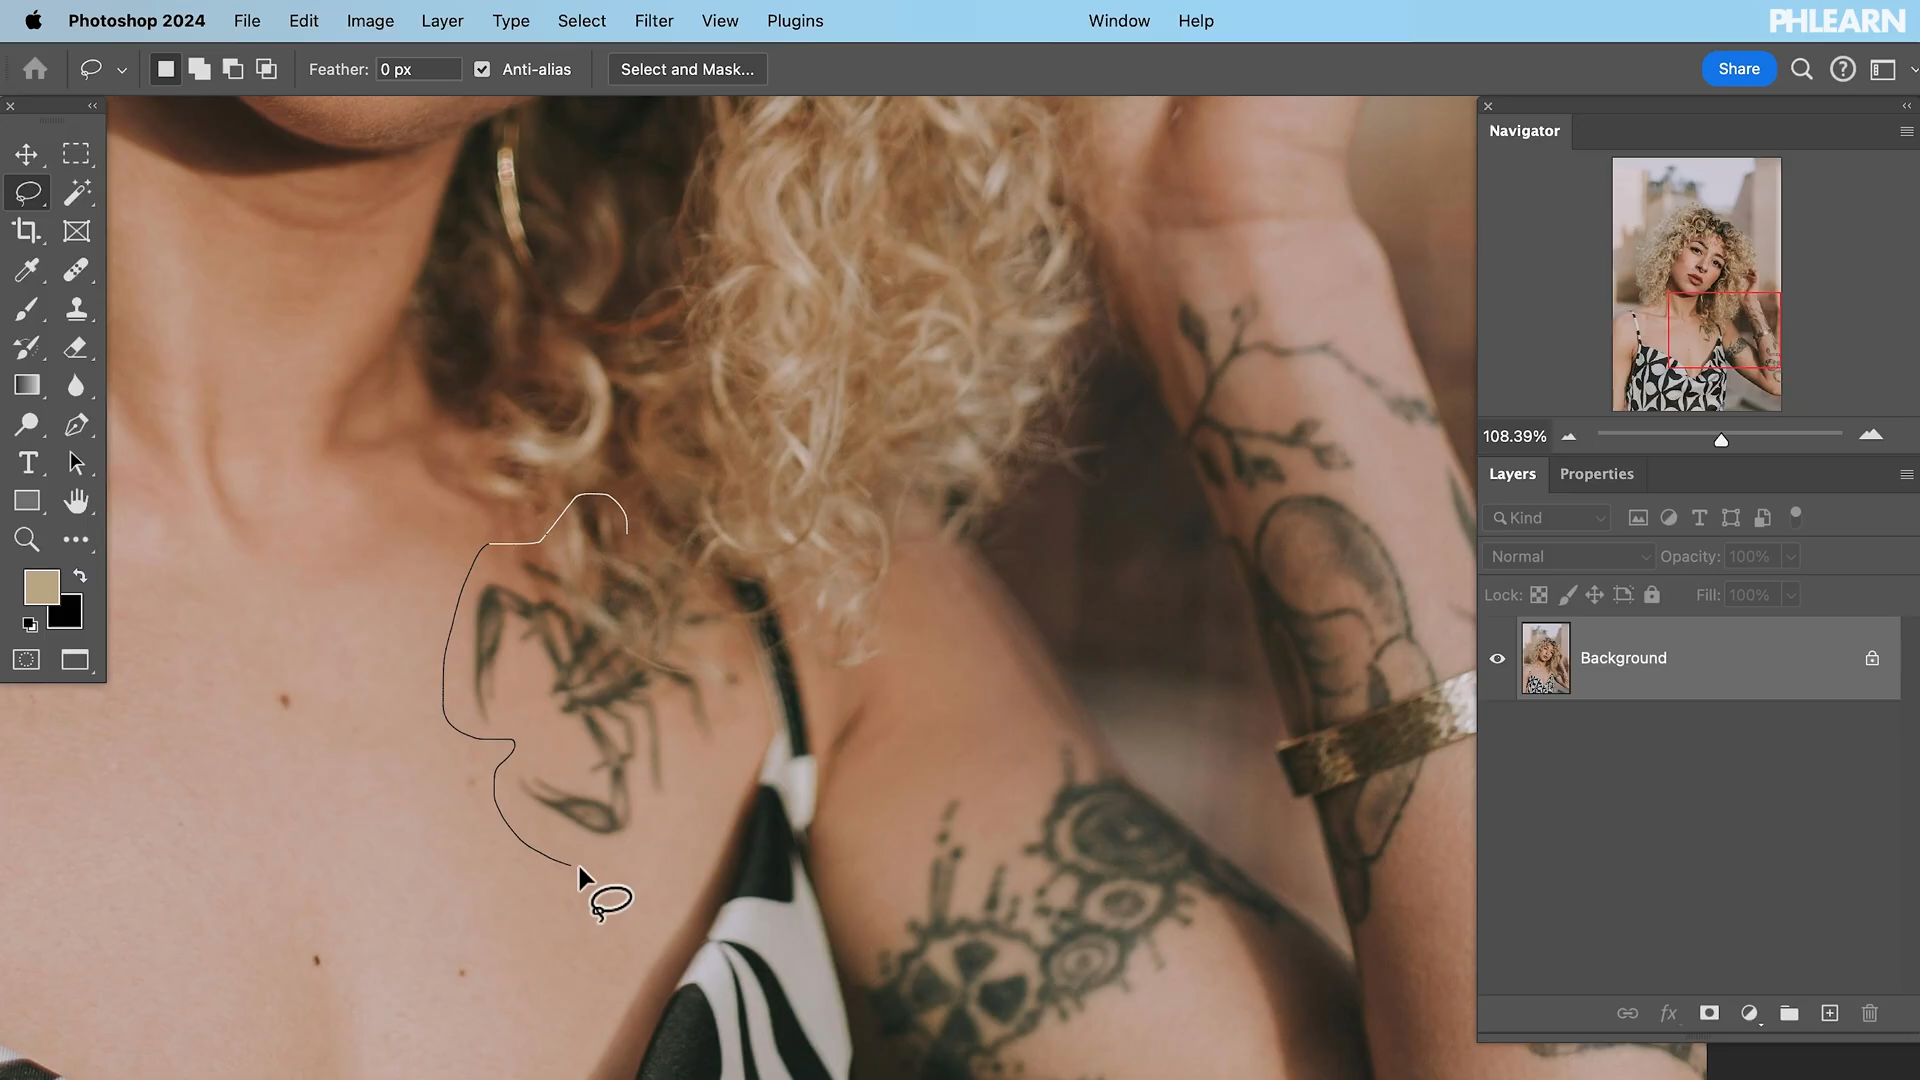 Photoshop 2024 File Edit Image Layer Type Select Filter View Plugins Window Help
PHLEARN
Feather: 0 px Anti-alias Select and Mask... Share
Navigator
108.39%
Layers Properties
Kind
Normal Opacity: 100%
Lock: Fill: 100%
Background
fx